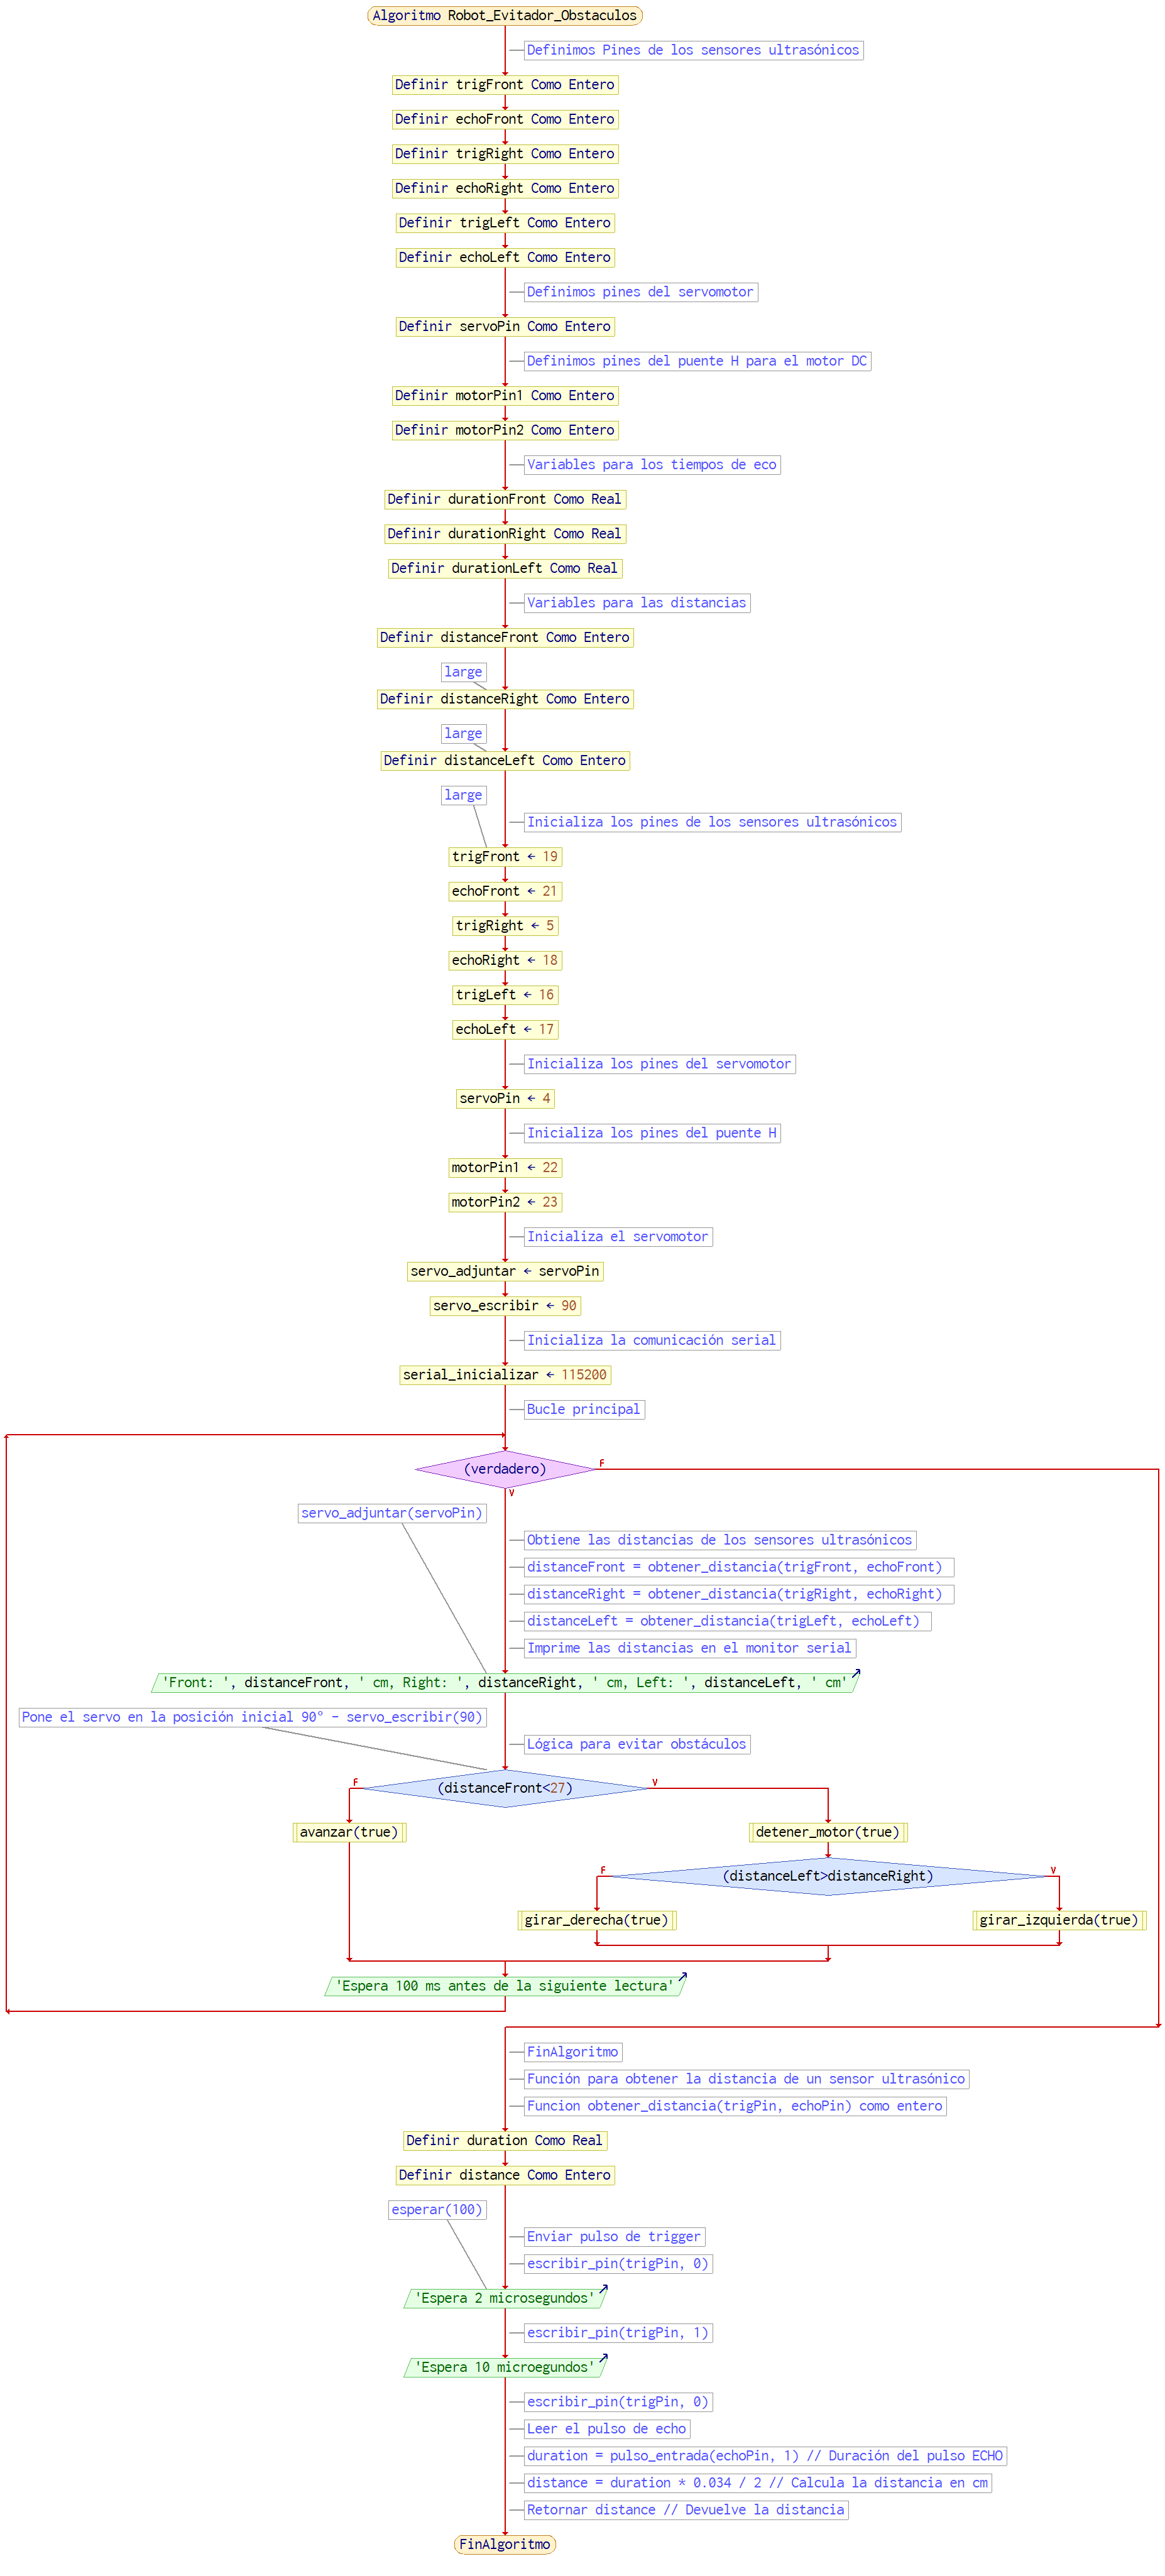 Algoritmo Robot_Evitador_Obstaculos
Definimos Pines de los sensores ultrasónicos
Definir trigFront Como Entero
Definir echoFront Como Entero
Definir trigRight Como Entero
Definir echoRight Como Entero
Definir trigLeft Como Entero
Definir echoLeft Como Entero
Definimos pines del servomotor
Definir servoPin Como Entero
Definimos pines del puente H para el motor DC
Definir motorPin1 Como Entero
Definir motorPin2 Como Entero
Variables para los tiempos de eco
Definir durationFront Como Real
Definir durationRight Como Real
Definir durationLeft Como Real
Variables para las distancias
Definir distanceFront Como Entero
large
Definir distanceRight Como Entero
large
Definir distanceLeft Como Entero
large
Inicializa los pines de los sensores ultrasónicos
trigFront ← 19
echoFront ← 21
trigRight ← 5
echoRight ← 18
trigLeft ← 16
echoLeft ← 17
Inicializa los pines del servomotor
servoPin ← 4
Inicializa los pines del puente H
motorPin1 ← 22
motorPin2 ← 23
Inicializa el servomotor
servo_adjuntar ← servoPin
servo_escribir ← 90
Inicializa la comunicación serial
serial_inicializar ← 115200
Bucle principal
(verdadero)
F
V
servo_adjuntar(servoPin)
Obtiene las distancias de los sensores ultrasónicos
distanceFront = obtener_distancia(trigFront, echoFront)
distanceRight = obtener_distancia(trigRight, echoRight)
distanceLeft = obtener_distancia(trigLeft, echoLeft)
Imprime las distancias en el monitor serial
'Front: ', distanceFront, ' cm, Right: ', distanceRight, ' cm, Left: ', distanceLeft, ' cm'
Pone el servo en la posición inicial 90° - servo_escribir(90)
Lógica para evitar obstáculos
F
(distanceFront<27)
V
avanzar(true)
detener_motor(true)
F
(distanceLeft>distanceRight)
V
girar_derecha(true)
girar_izquierda(true)
'Espera 100 ms antes de la siguiente lectura'
FinAlgoritmo
Función para obtener la distancia de un sensor ultrasónico
Funcion obtener_distancia(trigPin, echoPin) como entero
Definir duration Como Real
Definir distance Como Entero
esperar(100)
Enviar pulso de trigger
escribir_pin(trigPin, 0)
'Espera 2 microsegundos'
escribir_pin(trigPin, 1)
'Espera 10 microegundos'
escribir_pin(trigPin, 0)
Leer el pulso de echo
duration = pulso_entrada(echoPin, 1) // Duración del pulso ECHO
distance = duration * 0.034 / 2 // Calcula la distancia en cm
Retornar distance // Devuelve la distancia
FinAlgoritmo